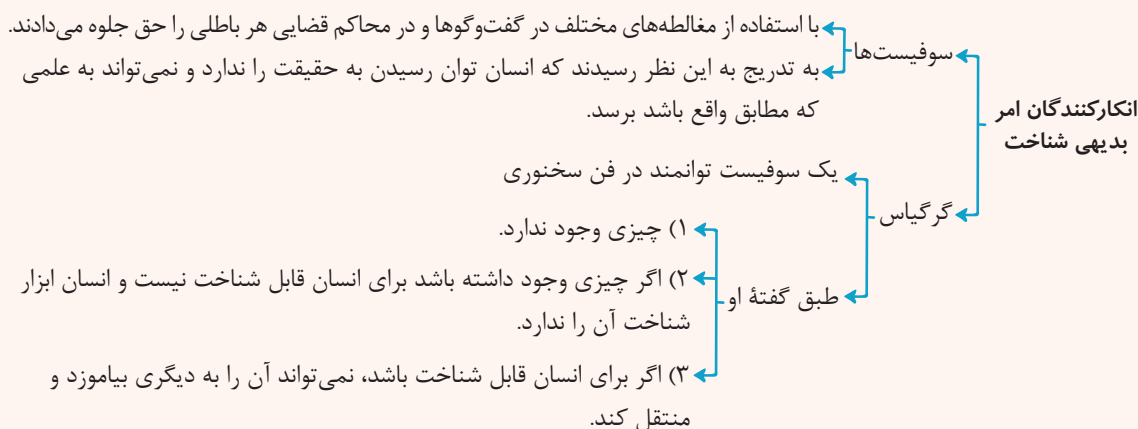 انکارکنندگان امر
بدیهی شناخت
سوفیست‌ها
با استفاده از مغالطه‌های مختلف در گفت‌وگوها و در محاکم قضایی هر باطلی را حق جلوه می‌دادند.
به تدریج به این نظر رسیدند که انسان توان رسیدن به حقیقت را ندارد و نمی‌تواند به علمی
که مطابق واقع باشد برسد.
گرگیاس
یک سوفیست توانمند در فن سخنوری
طبق گفتهٔ او
۱) چیزی وجود ندارد.
۲) اگر چیزی وجود داشته باشد برای انسان قابل شناخت نیست و انسان ابزار
شناخت آن را ندارد.
۳) اگر برای انسان قابل شناخت باشد، نمی‌تواند آن را به دیگری بیاموزد و
منتقل کند.